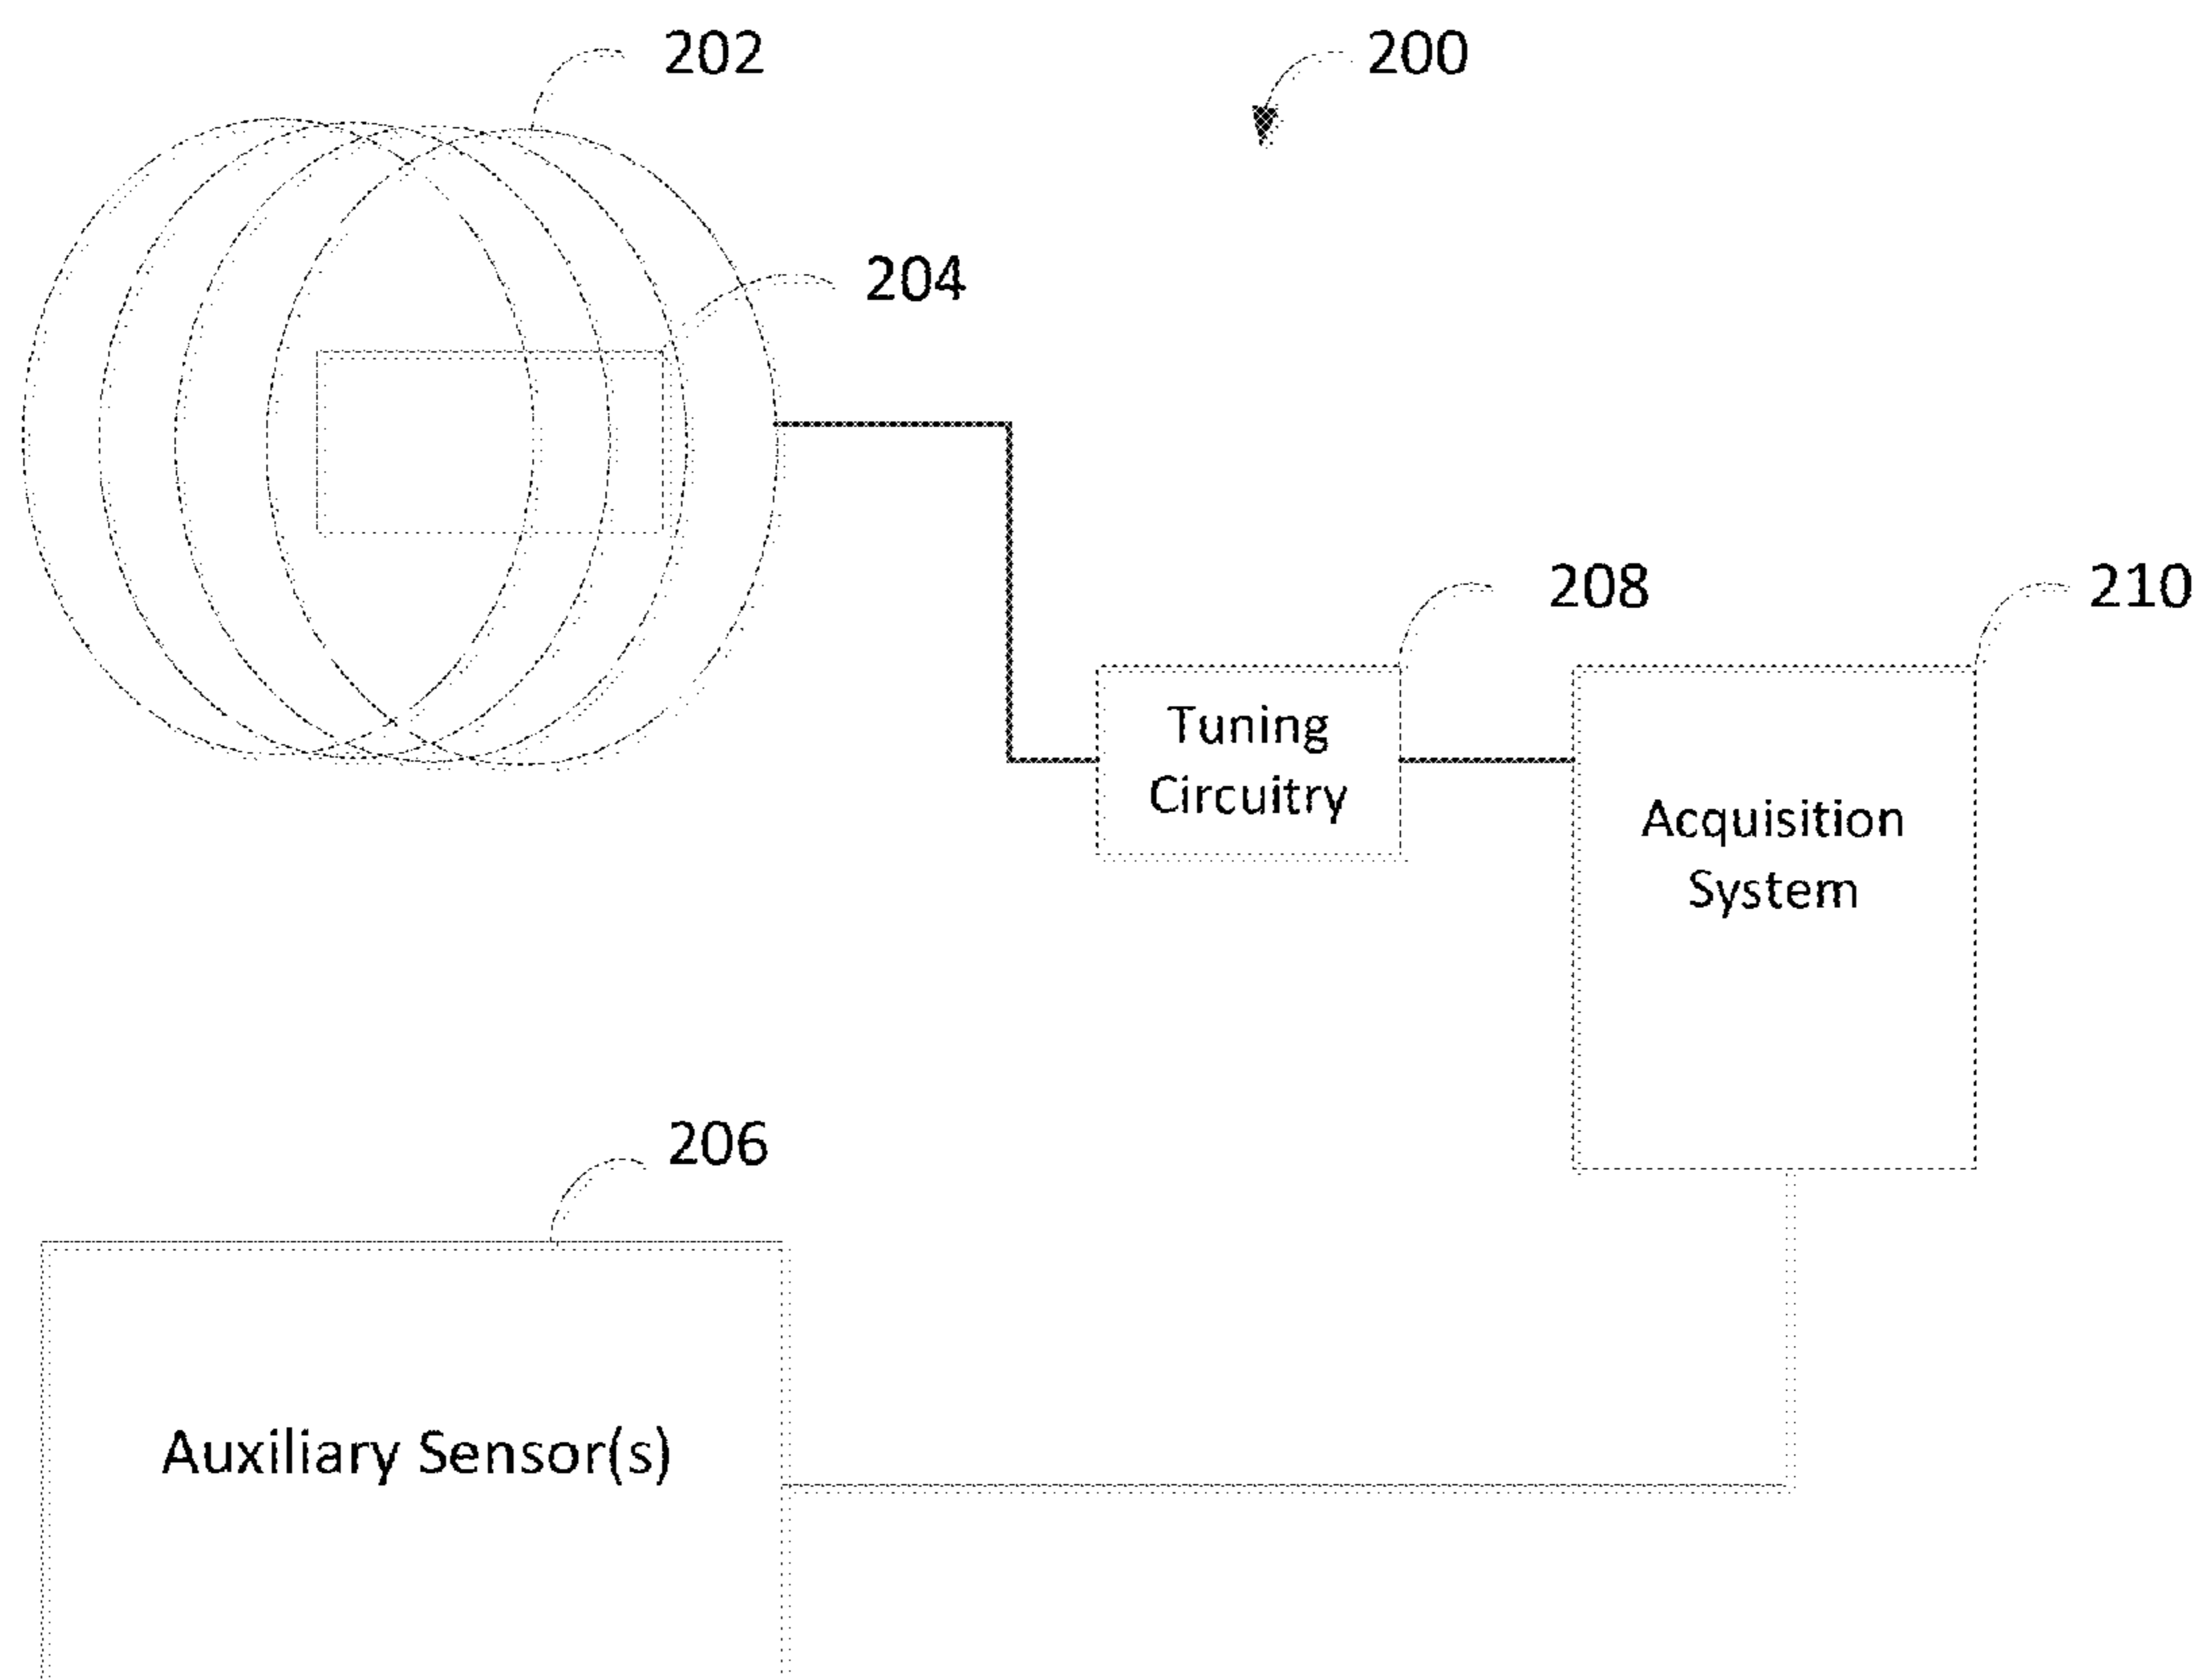 202
200
204
208
210
Tuning
Circuitry
Acquisition
System
206
Auxiliary Sensor(s)